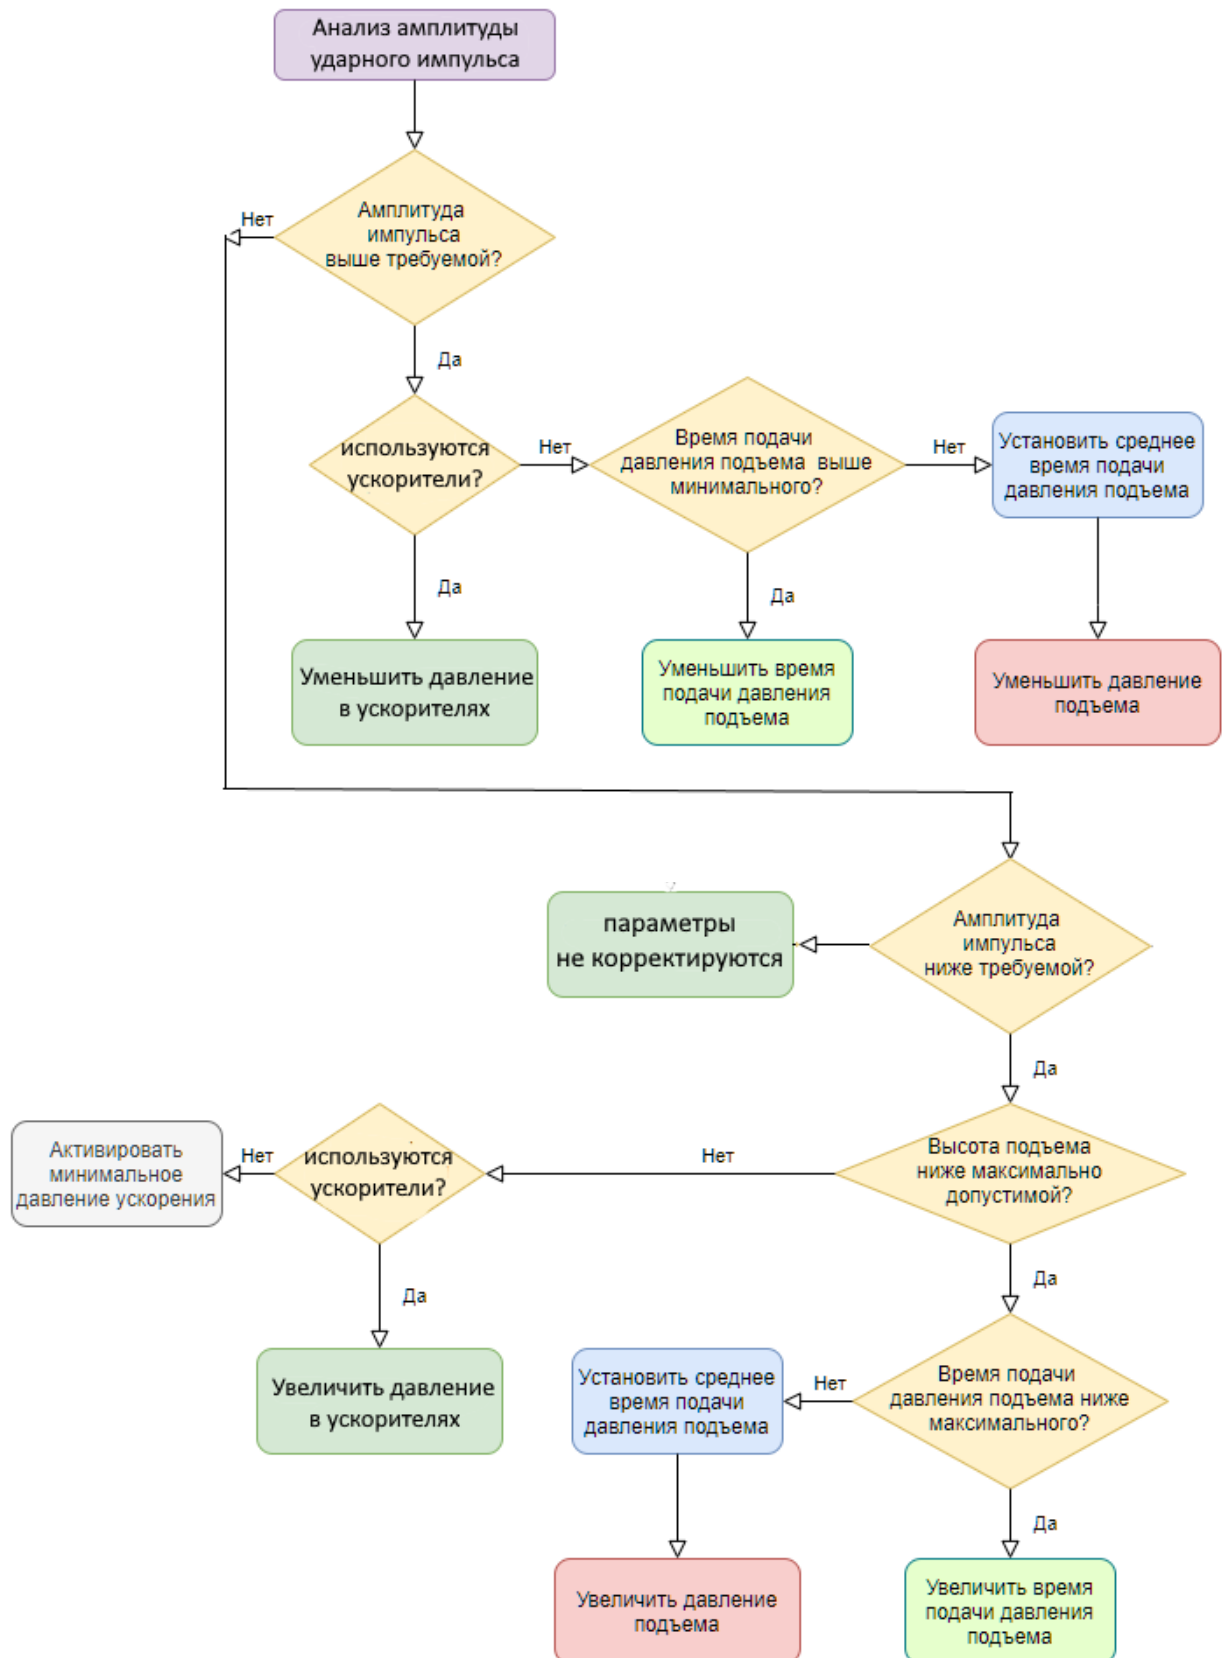 Анализ амплитуды
ударного импульса
Нет
Амплитуда
импульса
выше требуемой?
Да
используются
ускорители?
Нет
Время подачи
давления подъема выше
минимального?
Нет
Установить среднее
время подачи
давления подъема
Да
Да
Уменьшить давление
в ускорителях
Уменьшить время
подачи давления
подъема
Уменьшить давление
подъема
параметры
не корректируются
Амплитуда
импульса
ниже требуемой?
Да
Активировать
минимальное
давление ускорения
Нет
используются
ускорители?
Нет
Высота подъема
ниже максимально
допустимой?
Да
Да
Увеличить давление
в ускорителях
Установить среднее
время подачи
давления подъема
Нет
Время подачи
давления подъема ниже
максимального?
Да
Увеличить давление
подъема
Увеличить время
подачи давления
подъема